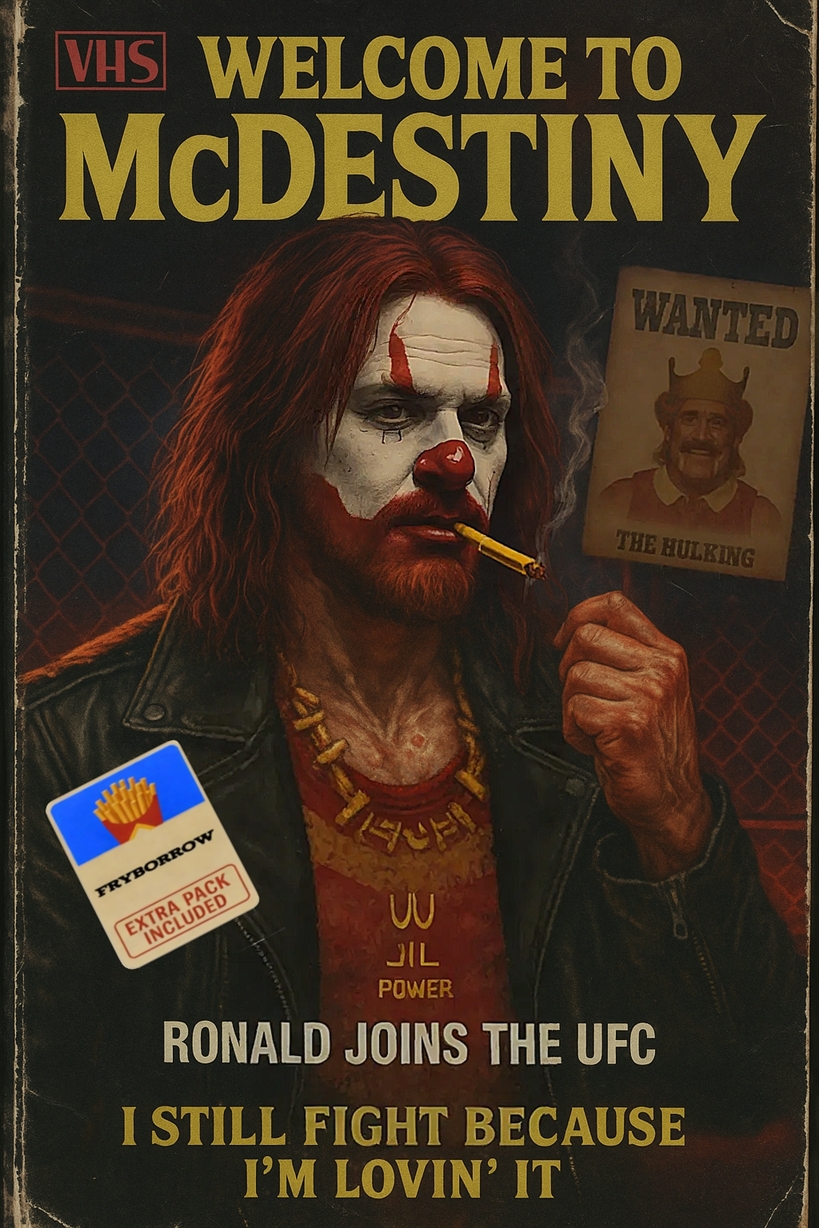 VHS
WELCOME TO
McDESTINY
WANTED
THE HULKING
FRYBORROW
EXTRA PACK
INCLUDED
POWER
RONALD JOINS THE UFC
I STILL FIGHT BECAUSE
I'M LOVIN' IT